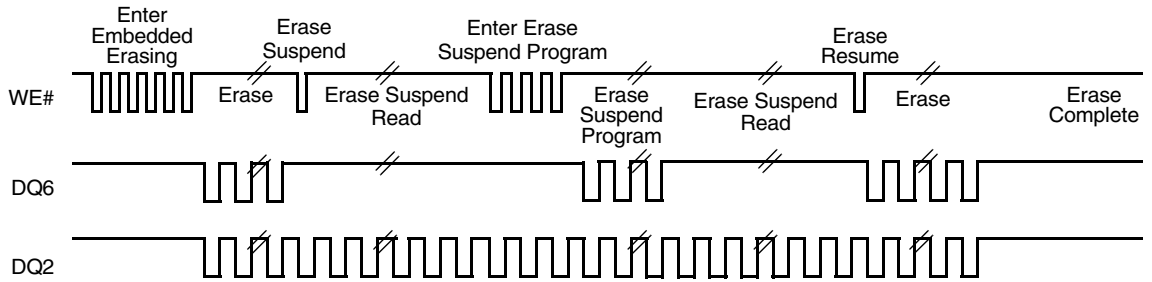 Enter
Embedded
Erasing
Erase
Suspend
Enter Erase
Suspend Program
Erase
Resume
WE#
Erase
Erase Suspend
Read
Erase
Suspend
Program
Erase Suspend
Read
Erase
Erase
Complete
DQ6
DQ2